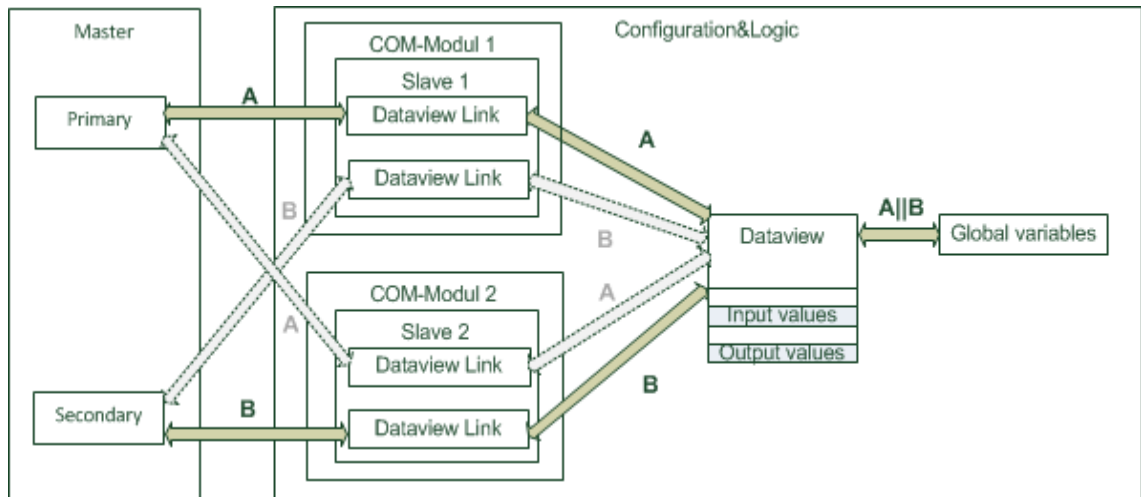 Master
Configuration&Logic
COM-Modul 1
Slave 1
Primary
A
Dataview Link
A
Dataview Link
B
B
A||B
Dataview
Global variables
COM-Modul 2
A
A
Slave 2
Input values
Output values
Dataview Link
B
Secondary
B
Dataview Link